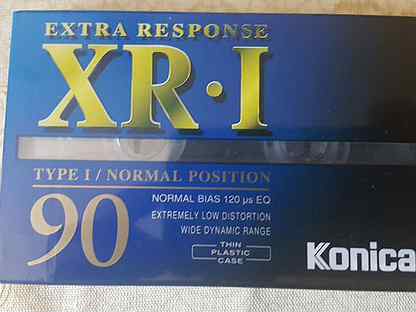 EXTRA RESPONSE
XR·I
TYPE I / NORMAL POSITION
90
NORMAL BIAS 120 µs EQ
EXTREMELY LOW DISTORTION
WIDE DYNAMIC RANGE
THIN
PLASTIC
CASE
Konica